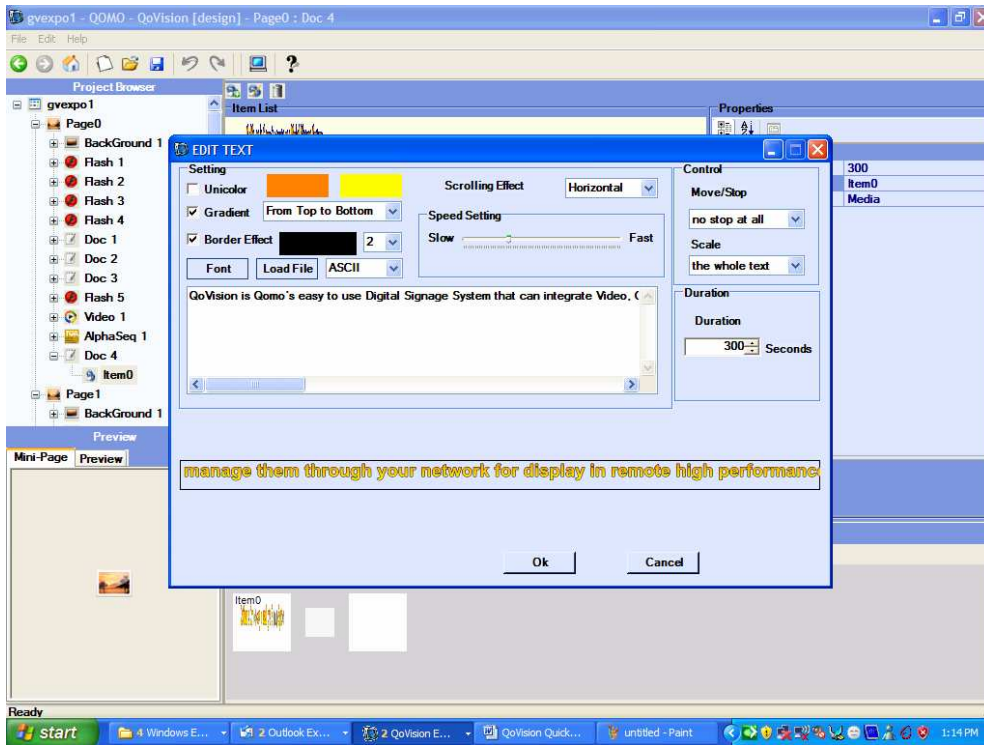 gvexpo1 - QOMO - QoVision [design] - Page0 : Doc 4
File Edit Help
Project Browser
gvexpo1
Page0
BackGround 1
Flash 1
Flash 2
Flash 3
Flash 4
Doc 1
Doc 2
Doc 3
Flash 5
Video 1
AlphaSeq 1
Doc 4
Item0
Page1
BackGround 1
Preview
Mini-Page Preview
Item List
Properties
300
Item0
Media
EDIT TEXT
Setting
Unicolor
Gradient From Top to Bottom
Border Effect 2
Font Load File ASCII
Scrolling Effect Horizontal
Speed Setting
Slow Fast
Control
Move/Stop
no stop at all
Scale
the whole text
QoVision is Qomo's easy to use Digital Signage System that can integrate Video, (
Duration
Duration
300 Seconds
manage them through your network for display in remote high performanc
Ok Cancel
Item0
Ready
start 4 Windows E... 2 Outlook Ex... 2 QoVision E... QoVision Quick... untitled - Paint 1:14 PM